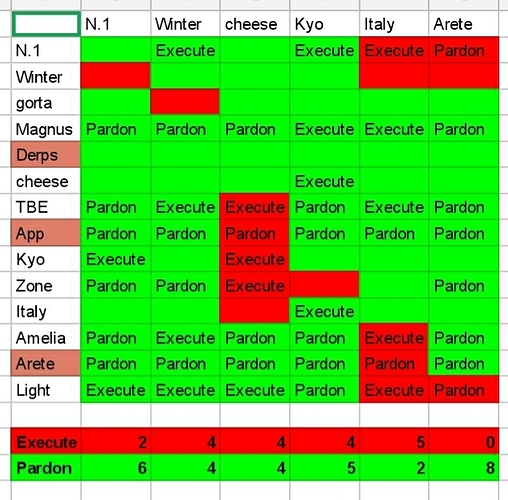 N.1 Winter cheese Kyo Italy Arete
N.1 Execute Execute Execute Pardon
Winter
gorta
Magnus Pardon Pardon Pardon Execute Execute Pardon
Derps
cheese Execute
TBE Pardon Execute Execute Pardon Execute Pardon
App Pardon Pardon Pardon Pardon Pardon Pardon
Kyo Execute Execute
Zone Pardon Pardon Execute Pardon
Italy Execute
Amelia Pardon Execute Pardon Pardon Execute Pardon
Arete Pardon Pardon Pardon Pardon Pardon Pardon
Light Execute Execute Execute Pardon Execute Pardon
Execute 2 4 4 4 5 0
Pardon 6 4 4 5 2 8